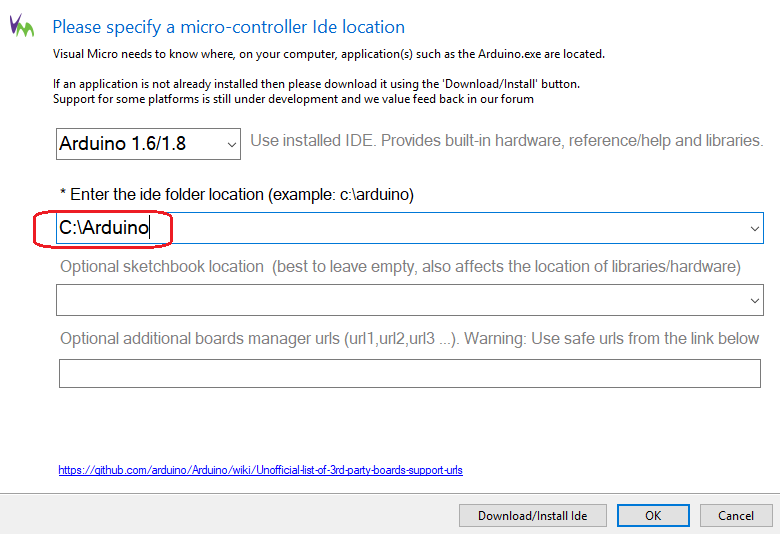 Please specify a micro-controller Ide location
Visual Micro needs to know where, on your computer, application(s) such as the Arduino.exe are located.
If an application is not already installed then please download it using the 'Download/Install' button.
Support for some platforms is still under development and we value feed back in our forum
Arduino 1.6/1.8 Use installed IDE. Provides built-in hardware, reference/help and libraries.
* Enter the ide folder location (example: c:\arduino)
C:\Arduino
Optional sketchbook location (best to leave empty, also affects the location of libraries/hardware)
Optional additional boards manager urls (url1,url2,url3 ...). Warning: Use safe urls from the link below
https://github.com/arduino/Arduino/wiki/Unofficial-list-of-3rd-party-boards-support-urls
Download/Install Ide OK Cancel